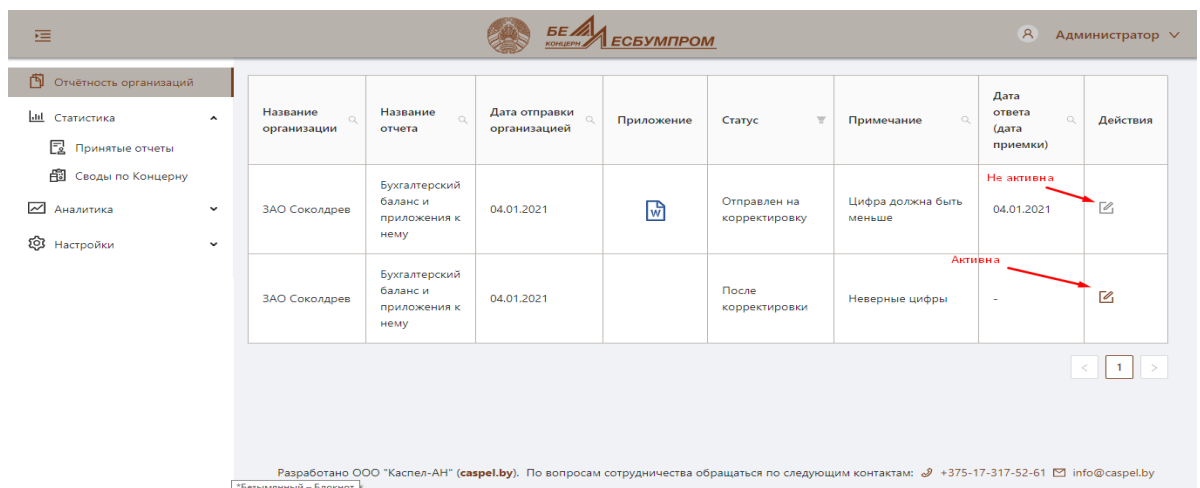 БЕЛЛЕСБУМПРОМ
КОНЦЕРН
Администратор
Отчётность организаций
Статистика
Принятые отчеты
Своды по Концерну
Аналитика
Настройки
Название
организации
Название
отчета
Дата отправки
организацией
Приложение
Статус
Примечание
Дата
ответа
(дата
приемки)
Действия
ЗАО Соколдрев
Бухгалтерский
баланс и
приложения к
нему
04.01.2021
W
Отправлен на
корректировку
Цифра должна быть
меньше
04.01.2021
Не активна
ЗАО Соколдрев
Бухгалтерский
баланс и
приложения к
нему
04.01.2021
После
корректировки
Неверные цифры
-
Активна
< 1 >
Разработано ООО "Каспел-АН" (caspel.by). По вопросам сотрудничества обращаться по следующим контактам: +375-17-317-52-61 info@caspel.by
*Безымянный – Блокнот